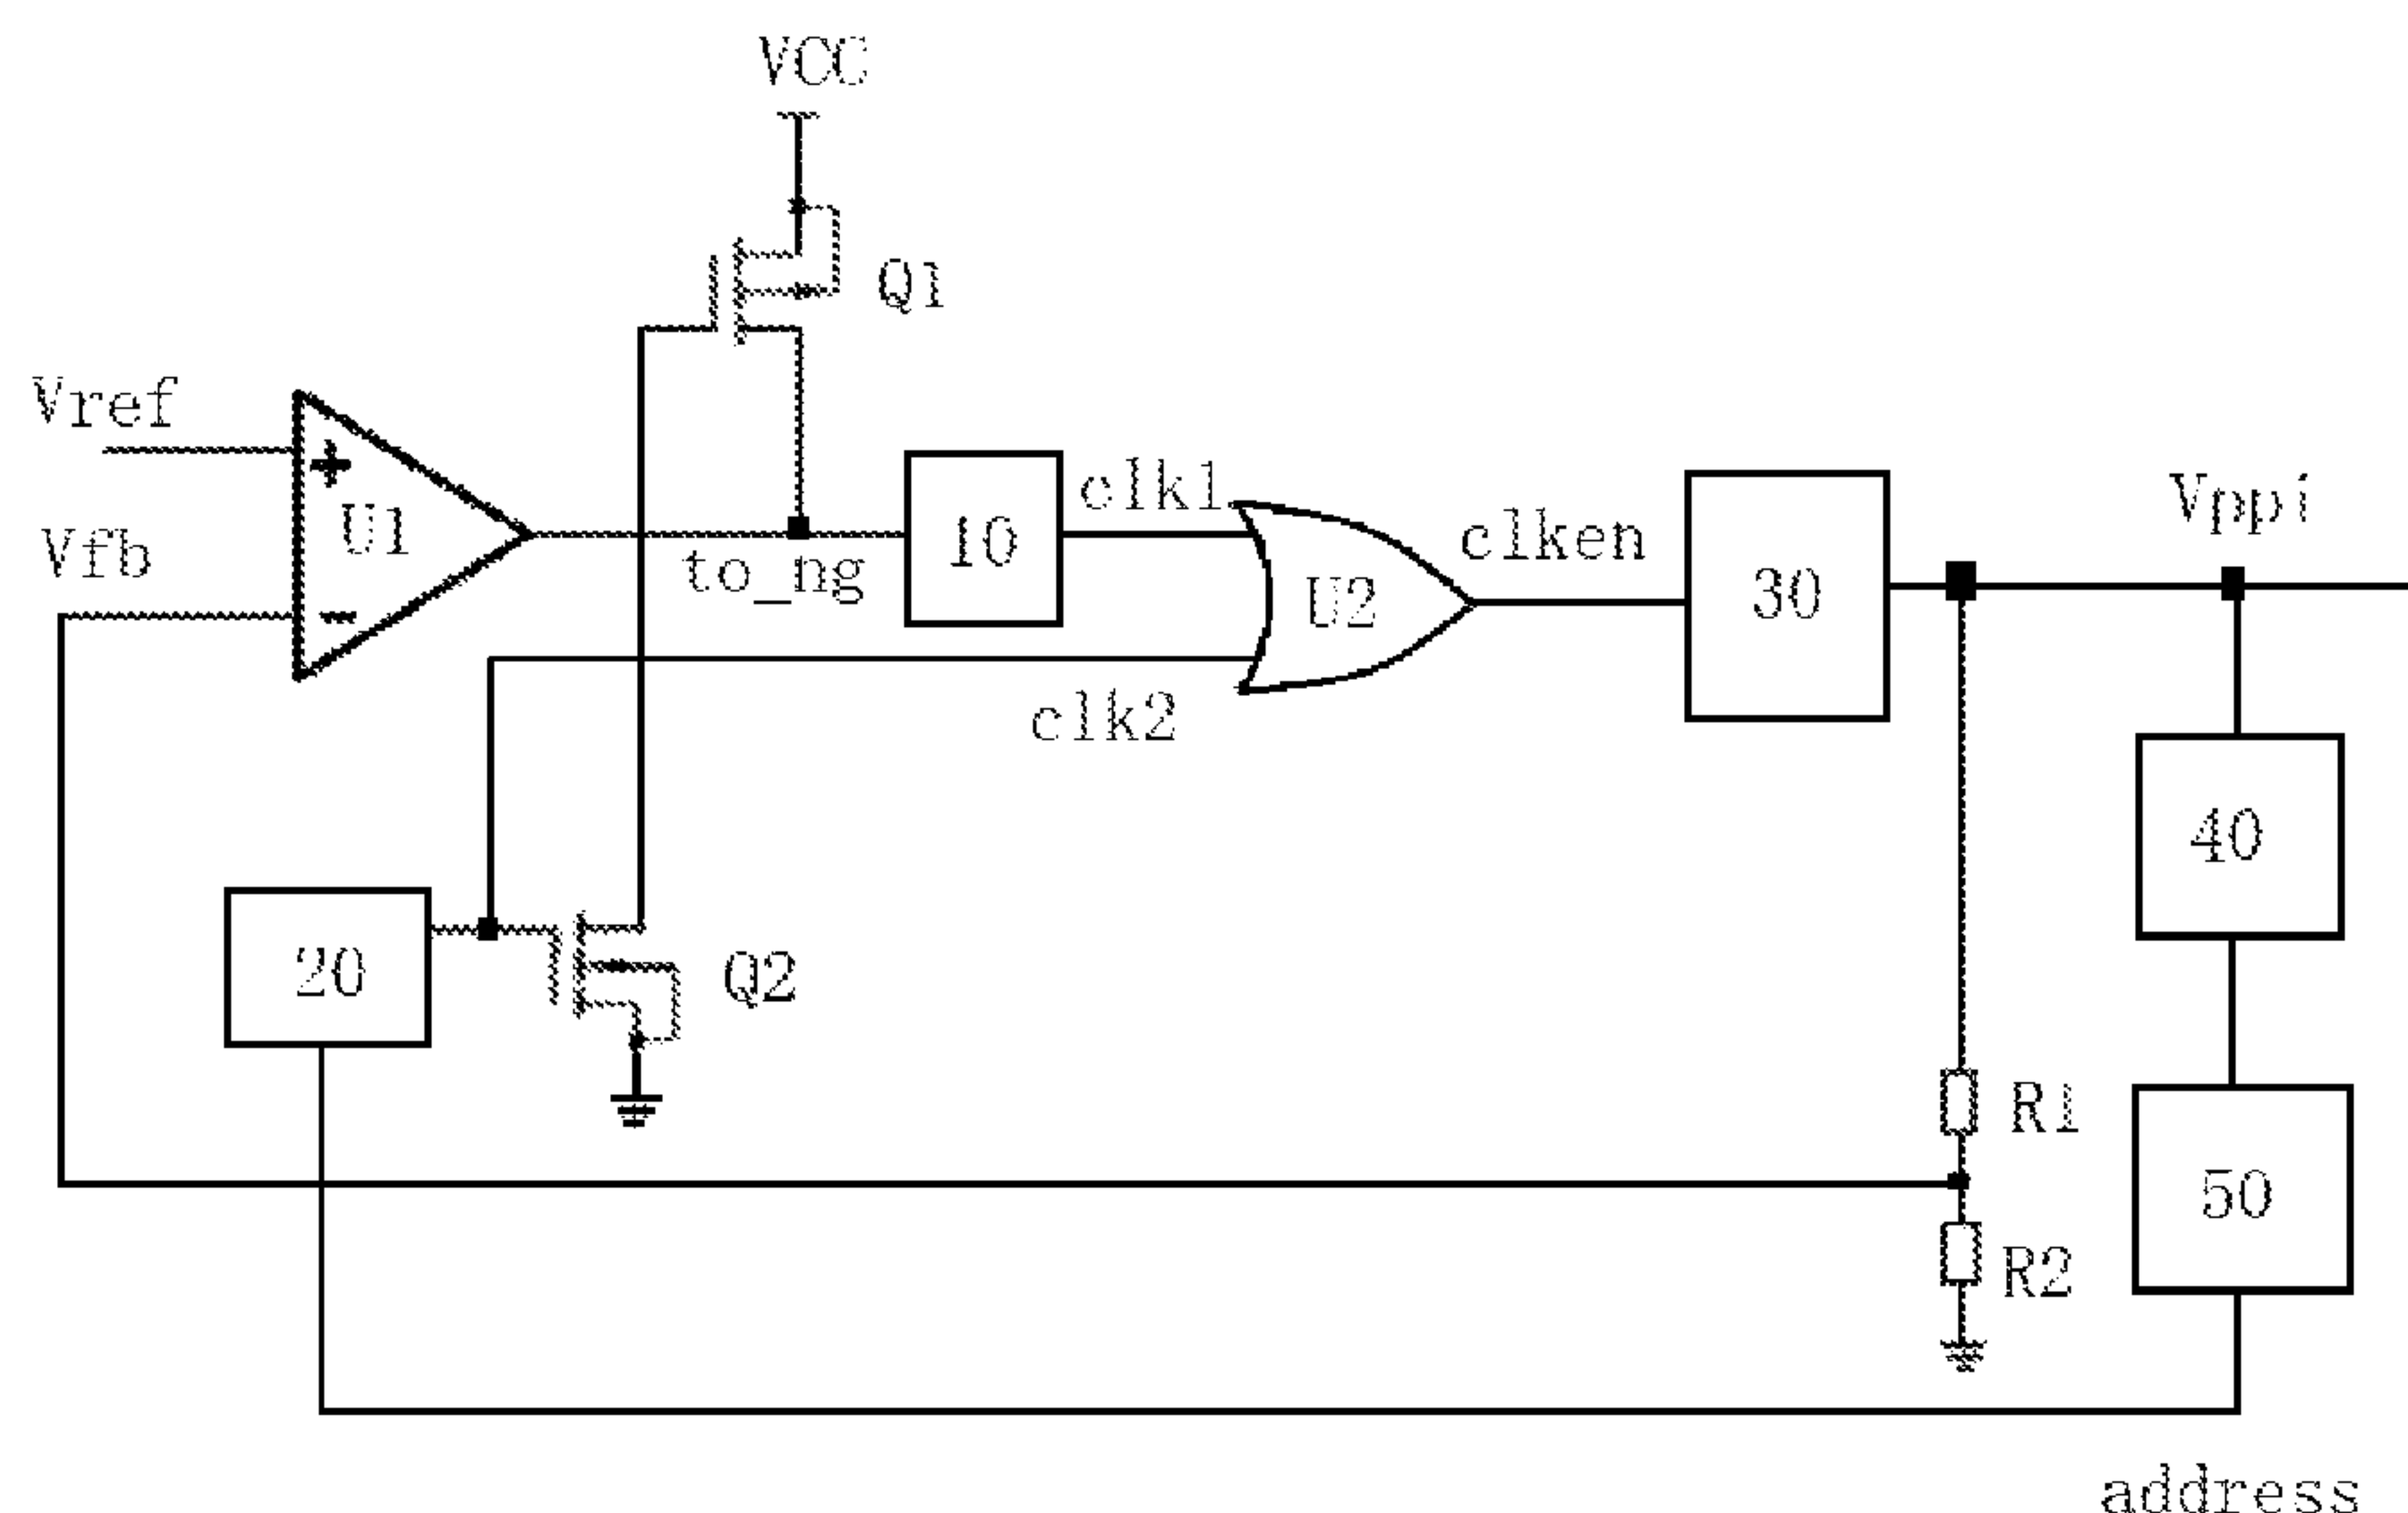 VCC
Q1
Vref
+
U1
Vfb
-
to_ng
10
clk1
clk2
U2
clken
30
Vppi
40
20
Q2
R1
50
R2
address